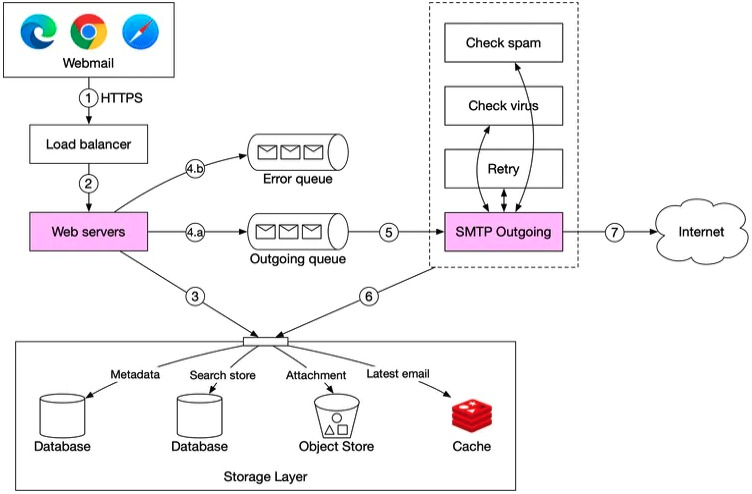 Webmail
1 HTTPS
Load balancer
2
Web servers
4.b
Error queue
4.a
Outgoing queue
5
Check spam
Check virus
Retry
SMTP Outgoing
7
Internet
3
6
Metadata
Search store
Attachment
Latest email
Database
Database
Object Store
Cache
Storage Layer